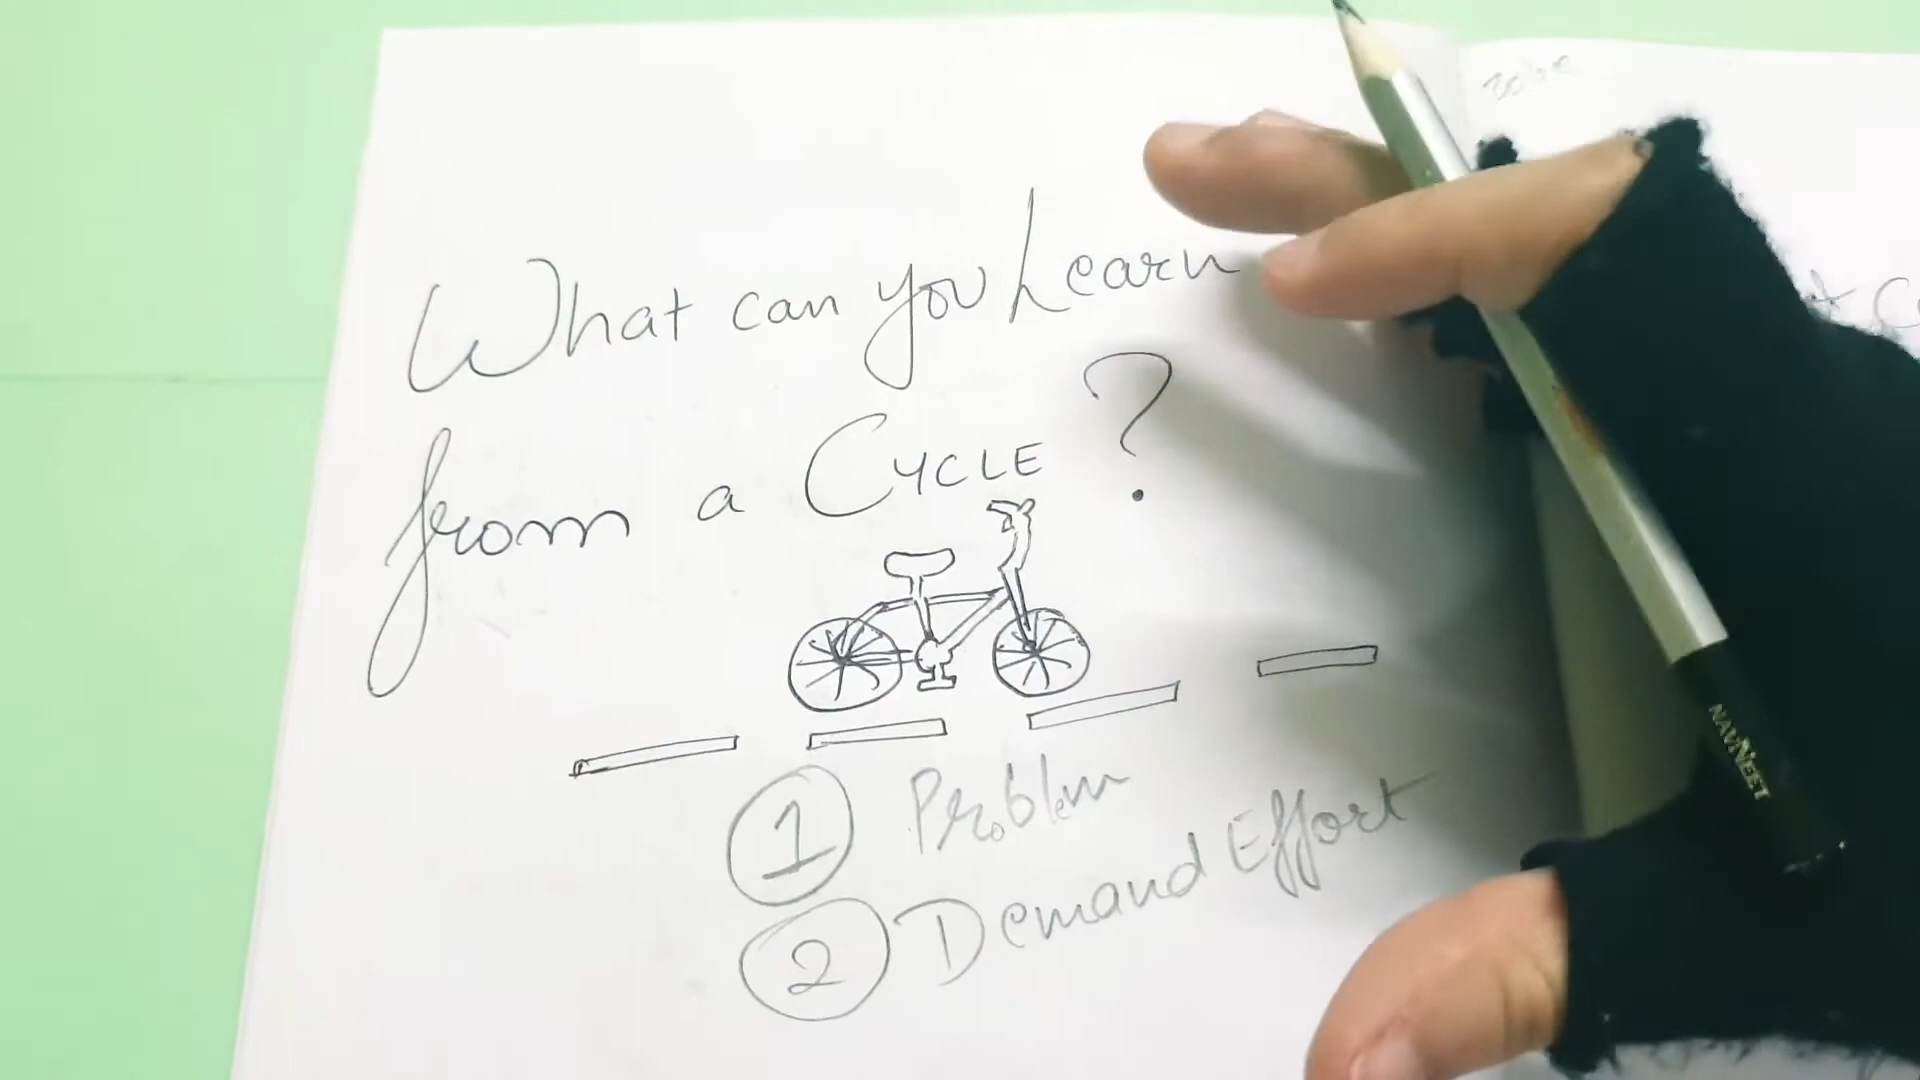 What can you Learn
from a CYCLE ?
1 Problem
2 Demand Effort
NAVNEET